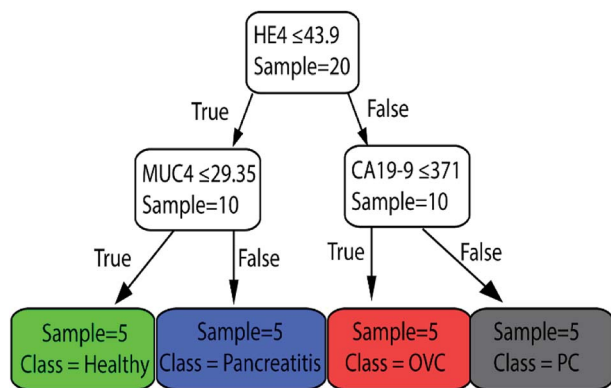 HE4 ≤43.9
Sample=20
True
False
MUC4 ≤29.35
Sample=10
CA19-9 ≤371
Sample=10
True
False
True
False
Sample=5
Class = Healthy
Sample=5
Class = Pancreatitis
Sample=5
Class = OVC
Sample=5
Class = PC